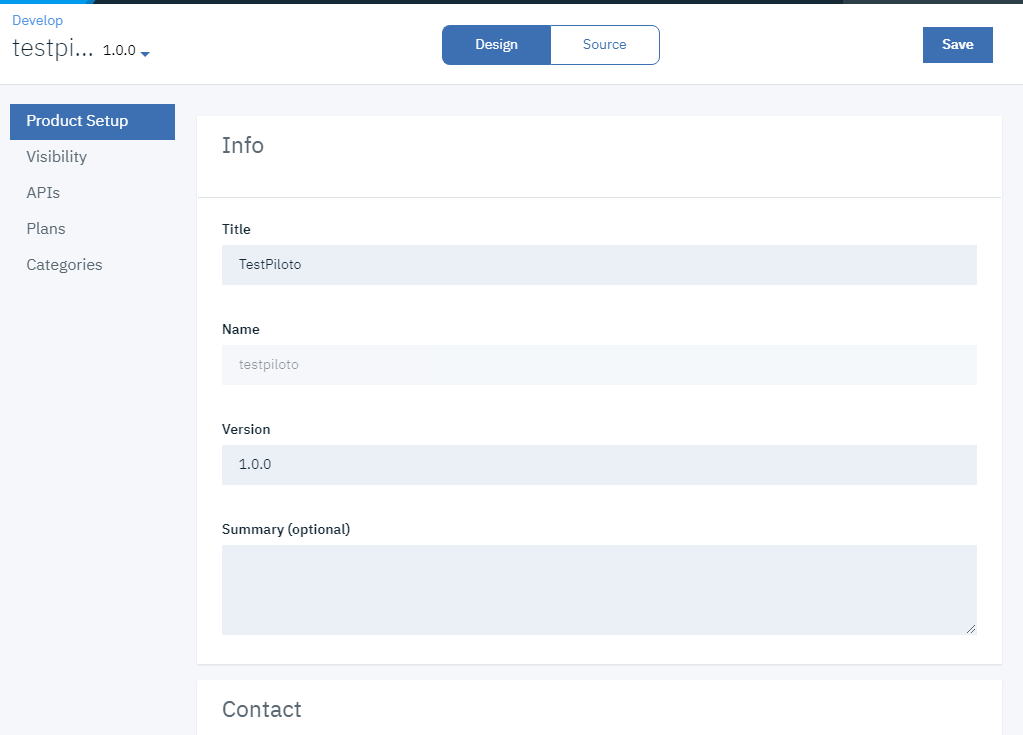 Develop
testpi... 1.0.0
Design
Source
Save
Product Setup
Visibility
APIs
Plans
Categories
Info
Title
TestPiloto
Name
testpiloto
Version
1.0.0
Summary (optional)
Contact